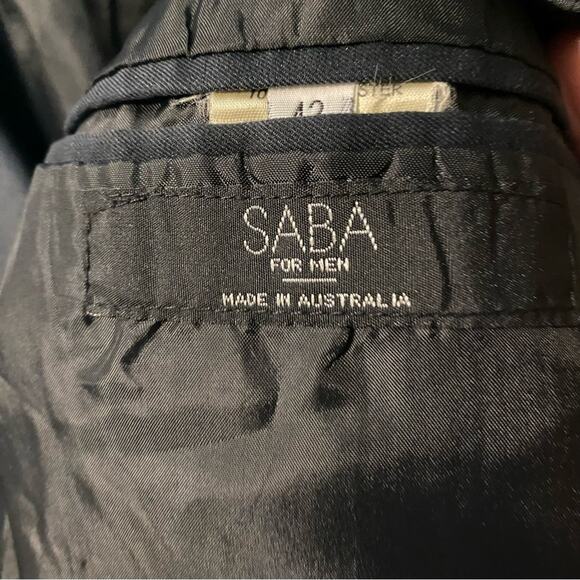 42
SABA
FOR MEN
MADE IN AUSTRALIA